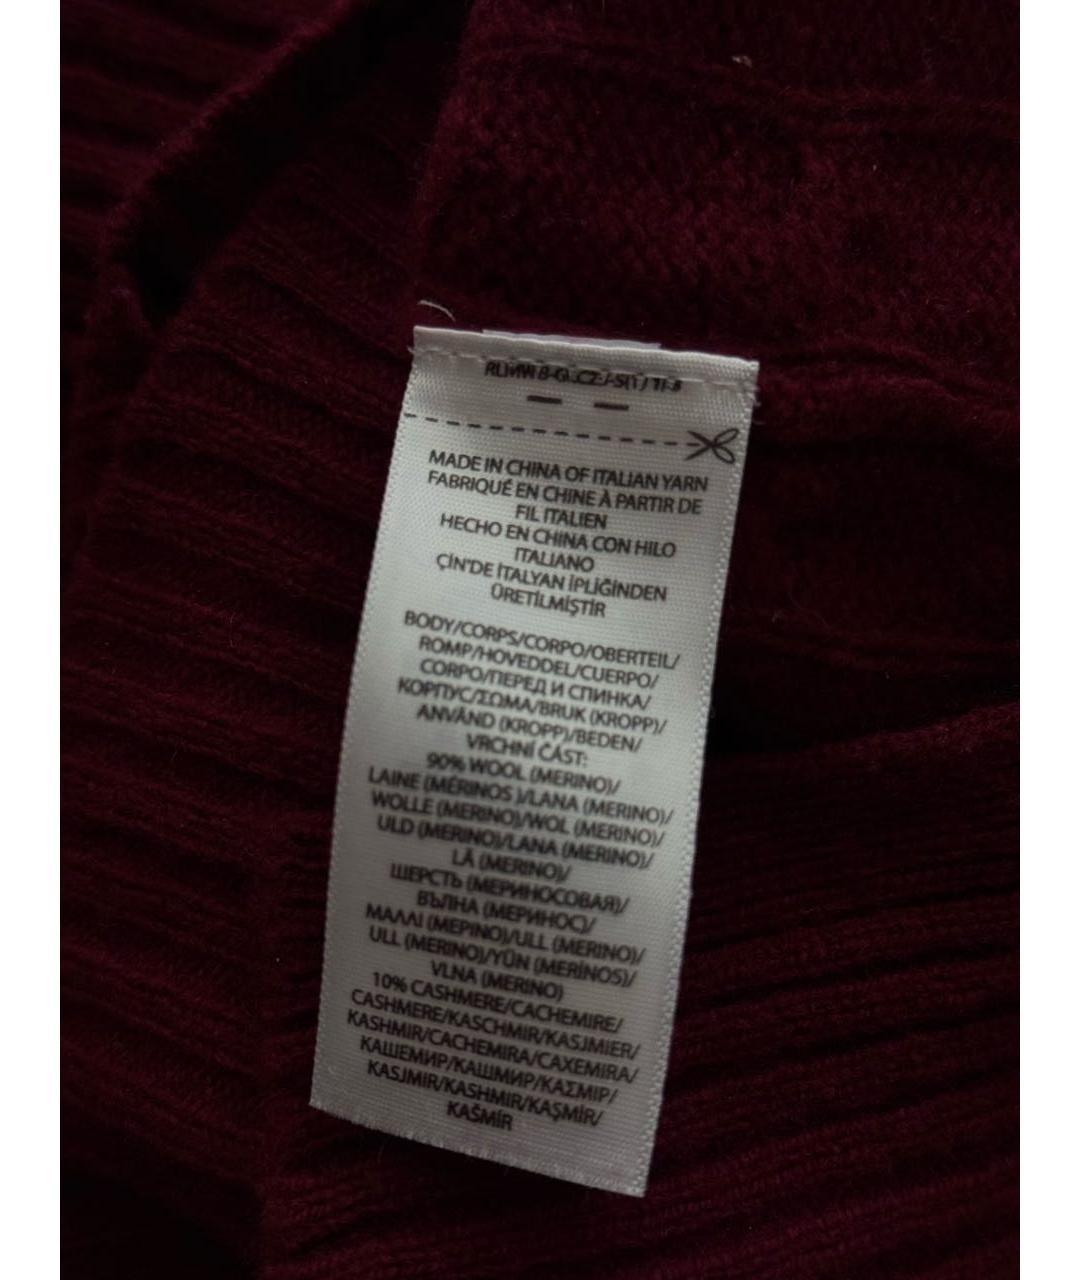 MADE IN CHINA OF ITALIAN YARN
FABRIQUÉ EN CHINE À PARTIR DE
FIL ITALIEN
HECHO EN CHINA CON HILO
ITALIANO
ÇİN'DE İTALYAN İPLİĞİNDEN
ÜRETİLMİŞTİR
BODY/CORPS/CORPO/OBERTEIL/
ROMP/HOVEDDEL/CUERPO/
CORPO/ПЕРЕД И СПИНКА/
КОРПУС/ΣΩΜΑ/BRUK (KROPP)/
ANVÄND (KROPP)/BEDEN/
VRCHNÍ ČÁST:
90% WOOL (MERINO)/
LAINE (MÉRINOS )/LANA (MERINO)/
WOLLE (MERINO)/WOL (MERINO)/
ULD (MERINO)/LANA (MERINO)/
LÃ (MERINO)/
ШЕРСТЬ (МЕРИНОСОВАЯ)/
ВЪЛНА (МЕРИНОС)/
ΜΑΛΛΙ (ΜΕΡΙΝΟ)/ULL (MERINO)/
ULL (MERINO)/YÜN (MERİNOS)/
VLNA (MERINO)
10% CASHMERE/CACHEMIRE/
CASHMERE/KASCHMIR/KASJMIER/
KASHMIR/CACHEMIRA/CAXEMIRA/
КАШЕМИР/КАШМИР/ΚΑΣΜΙΡ/
KASJMIR/KASHMIR/KAŞMİR/
KAŠMÍR